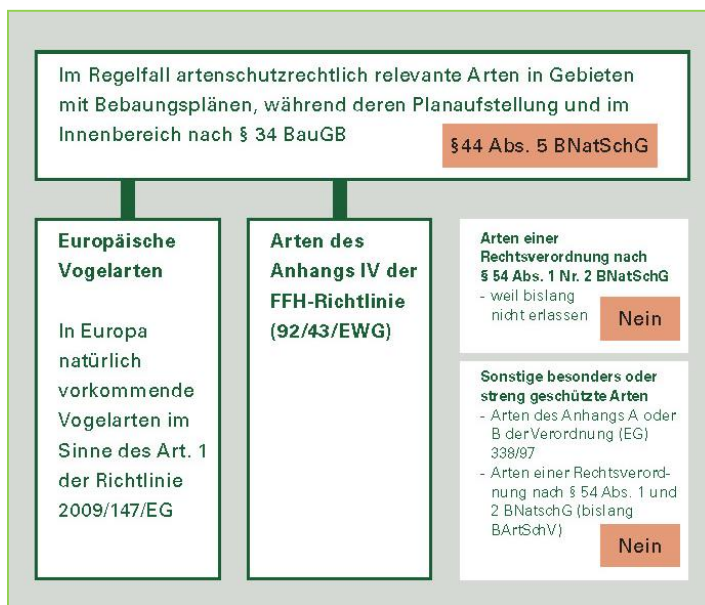 Im Regelfall artenschutzrechtlich relevante Arten in Gebieten
mit Bebaungsplänen, während deren Planaufstellung und im
Innenbereich nach § 34 BauGB
§44 Abs. 5 BNatSchG
Europäische
Vogelarten
In Europa
natürlich
vorkommende
Vogelarten im
Sinne des Art. 1
der Richtlinie
2009/147/EG
Arten des
Anhangs IV der
FFH-Richtlinie
(92/43/EWG)
Arten einer
Rechtsverordnung nach
§ 54 Abs. 1 Nr. 2 BNatSchG
- weil bislang
nicht erlassen
Nein
Sonstige besonders oder
streng geschützte Arten
- Arten des Anhangs A oder
B der Verordnung (EG)
338/97
- Arten einer Rechtsverord-
nung nach § 54 Abs. 1 und
2 BNatschG (bislang
BArtSchV)
Nein